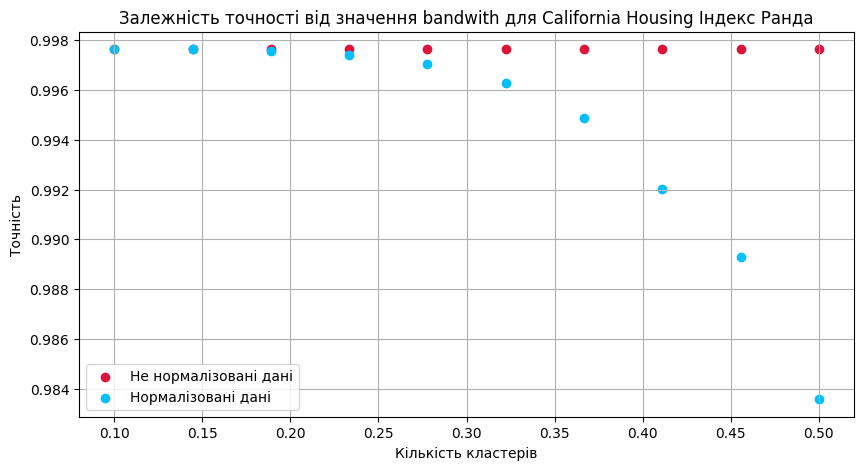 Залежність точності від значення bandwith для California Housing Індекс Ранда
0.998
0.996
0.994
0.992
0.990
0.988
0.986
0.984
Точність
Не нормалізовані дані
Нормалізовані дані
0.10 0.15 0.20 0.25 0.30 0.35 0.40 0.45 0.50
Кількість кластерів